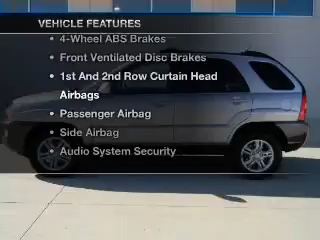 VEHICLE FEATURES
• 4-Wheel ABS Brakes
• Front Ventilated Disc Brakes
• 1st And 2nd Row Curtain Head
Airbags
• Passenger Airbag
• Side Airbag
• Audio System Security